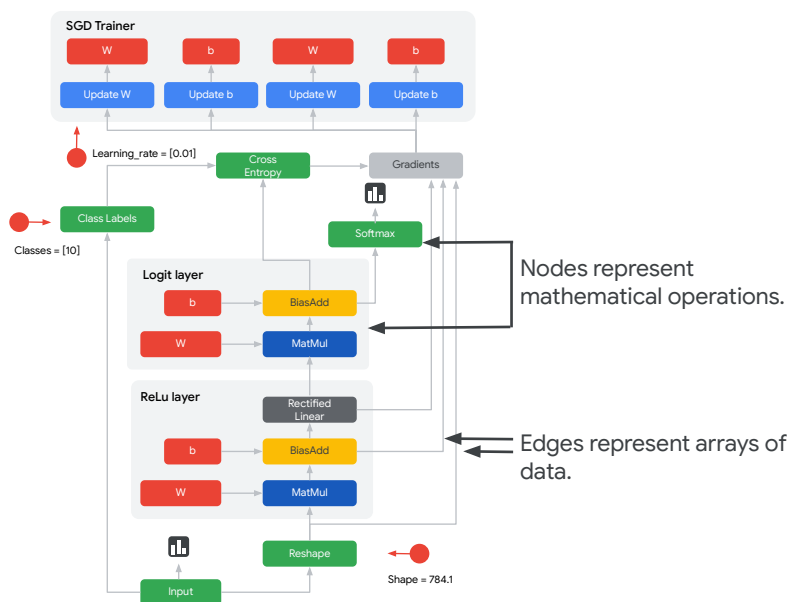 SGD Trainer
W
b
W
b
Update W
Update b
Update W
Update b
Learning_rate = [0.01]
Cross
Entropy
Gradients
Class Labels
Classes = [10]
Softmax
Nodes represent
mathematical operations.
Logit layer
b
BiasAdd
W
MatMul
ReLu layer
Rectified
Linear
b
BiasAdd
Edges represent arrays of
data.
W
MatMul
Reshape
Shape = 784.1
Input